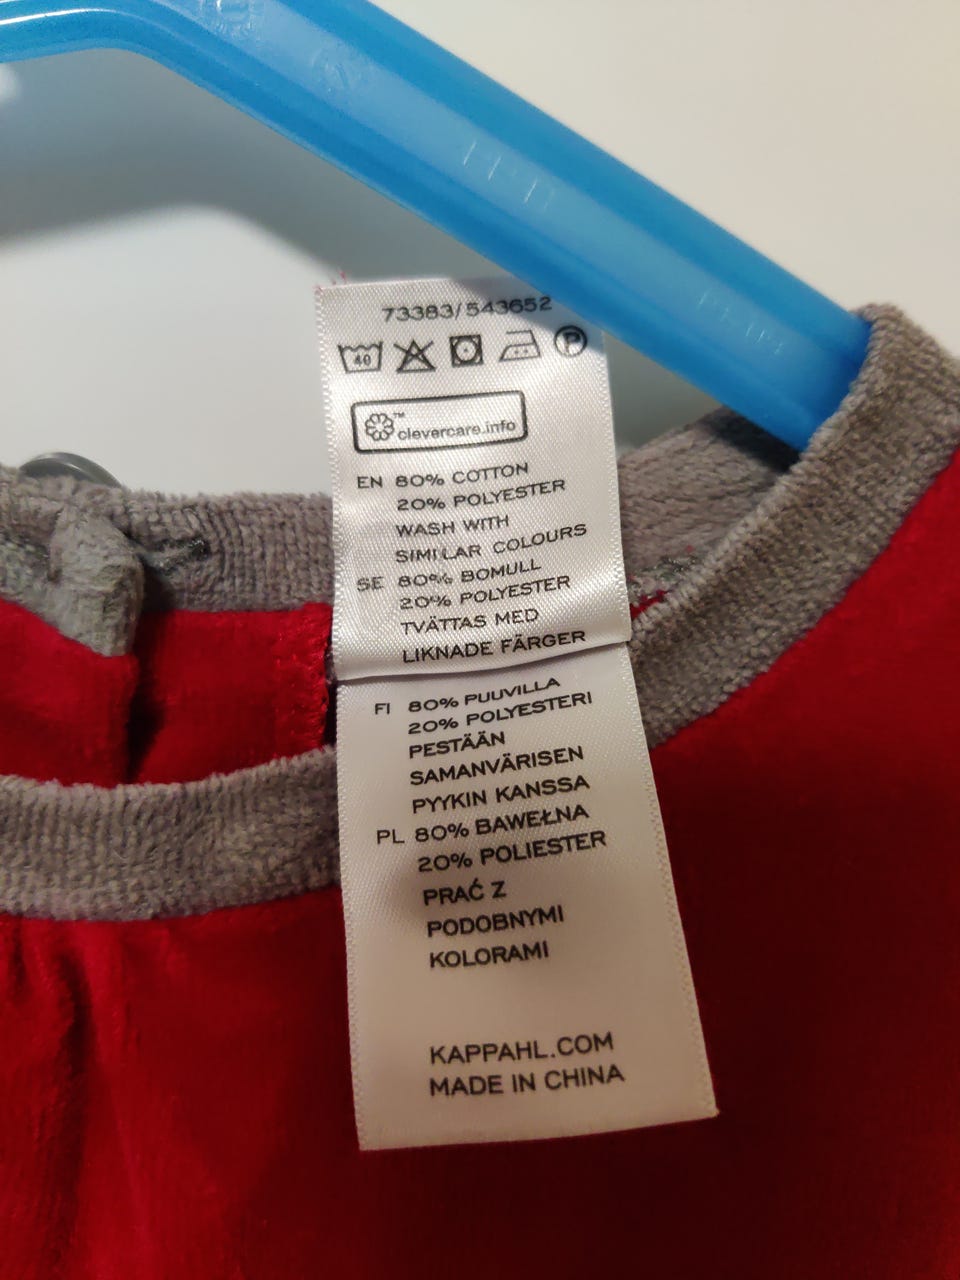 73383/543652
40 P
™
clevercare.info
EN 80% COTTON
20% POLYESTER
WASH WITH
SIMILAR COLOURS
SE 80% BOMULL
20% POLYESTER
TVÄTTAS MED
LIKNADE FÄRGER
FI 80% PUUVILLA
20% POLYESTERI
PESTÄÄN
SAMANVÄRISEN
PYYKIN KANSSA
PL 80% BAWEŁNA
20% POLIESTER
PRAĆ Z
PODOBNYMI
KOLORAMI
KAPPAHL.COM
MADE IN CHINA